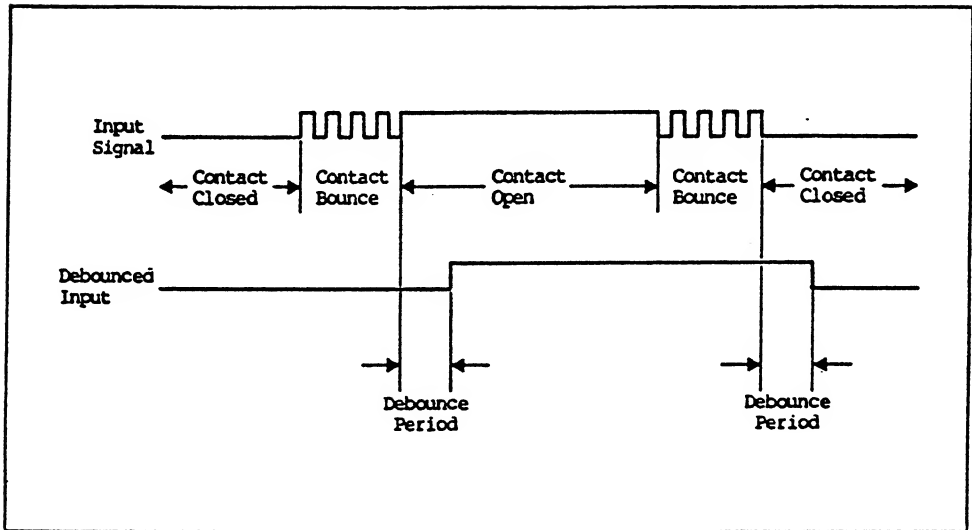 Input
Signal
Contact
Closed
Contact
Bounce
Contact
Open
Contact
Bounce
Contact
Closed
Debounced
Input
Debounce
Period
Debounce
Period